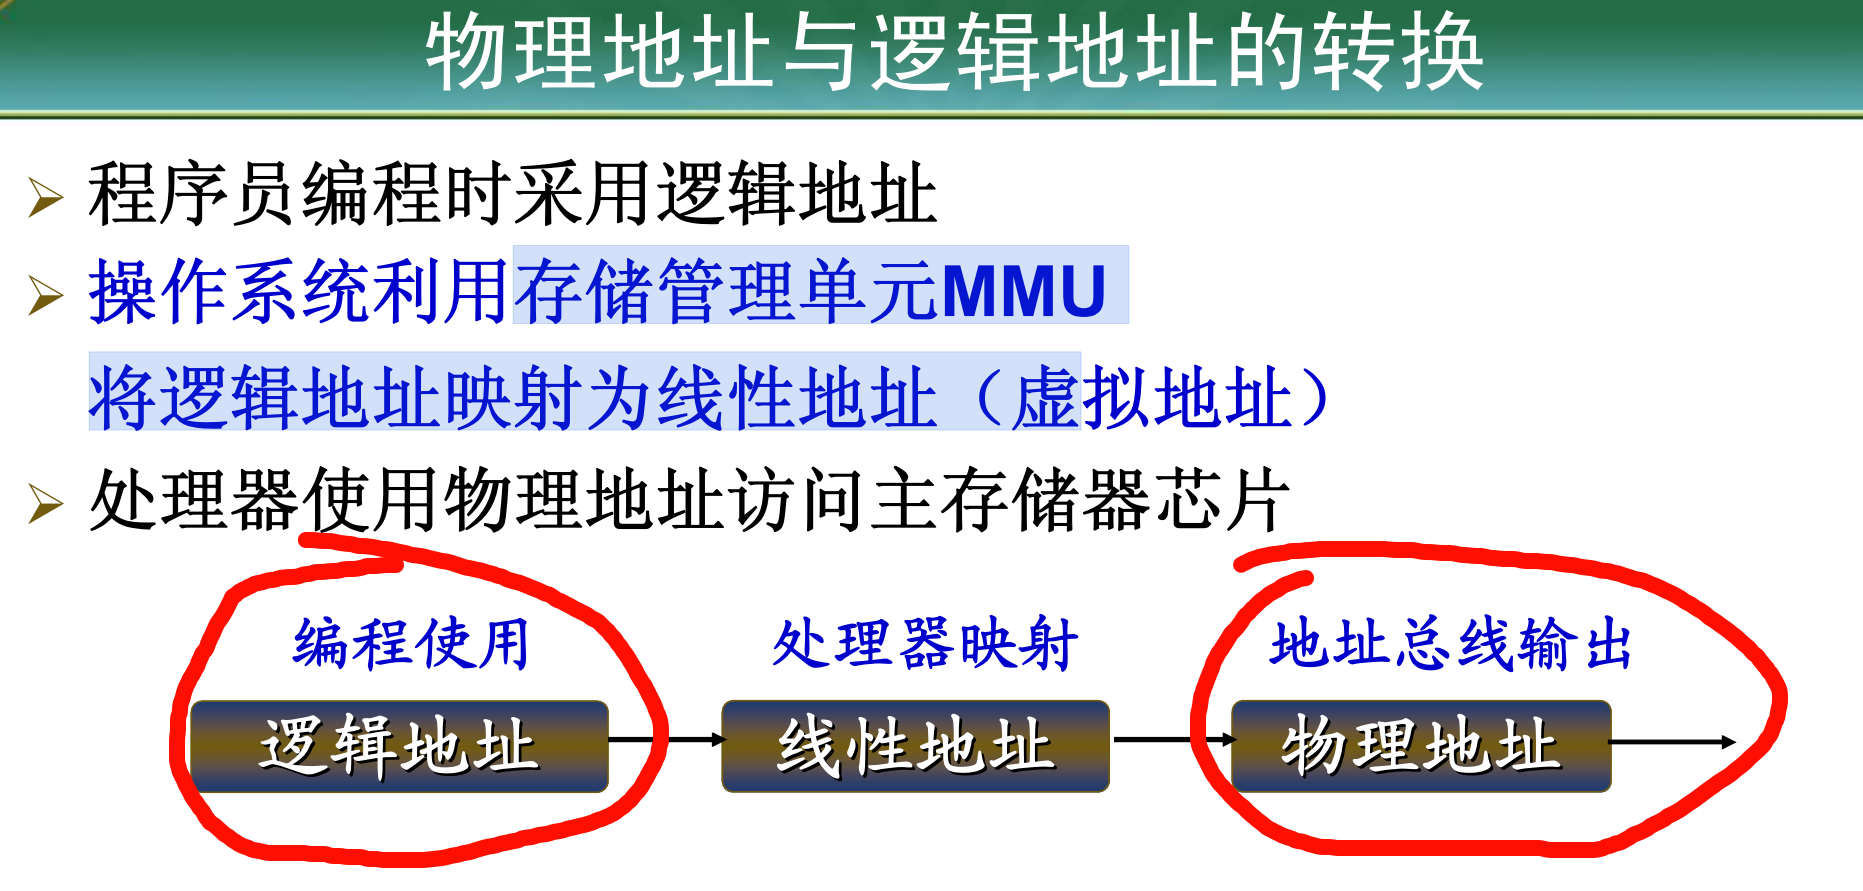 物理地址与逻辑地址的转换
程序员编程时采用逻辑地址
操作系统利用存储管理单元MMU
将逻辑地址映射为线性地址（虚拟地址）
处理器使用物理地址访问主存储器芯片
编程使用 处理器映射 地址总线输出
逻辑地址 线性地址 物理地址